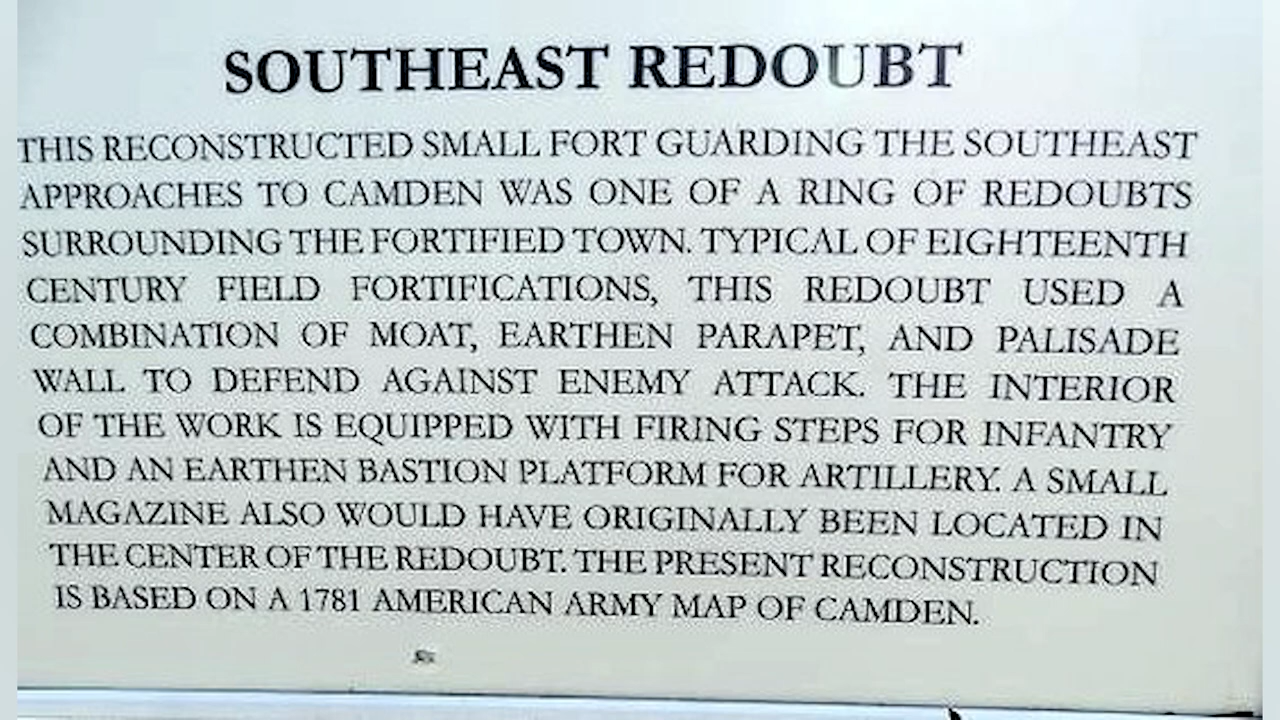 SOUTHEAST REDOUBT
THIS RECONSTRUCTED SMALL FORT GUARDING THE SOUTHEAST
APPROACHES TO CAMDEN WAS ONE OF A RING OF REDOUBTS
SURROUNDING THE FORTIFIED TOWN. TYPICAL OF EIGHTEENTH
CENTURY FIELD FORTIFICATIONS, THIS REDOUBT USED A
COMBINATION OF MOAT, EARTHEN PARAPET, AND PALISADE
WALL TO DEFEND AGAINST ENEMY ATTACK. THE INTERIOR
OF THE WORK IS EQUIPPED WITH FIRING STEPS FOR INFANTRY
AND AN EARTHEN BASTION PLATFORM FOR ARTILLERY. A SMALL
MAGAZINE ALSO WOULD HAVE ORIGINALLY BEEN LOCATED IN
THE CENTER OF THE REDOUBT. THE PRESENT RECONSTRUCTION
IS BASED ON A 1781 AMERICAN ARMY MAP OF CAMDEN.